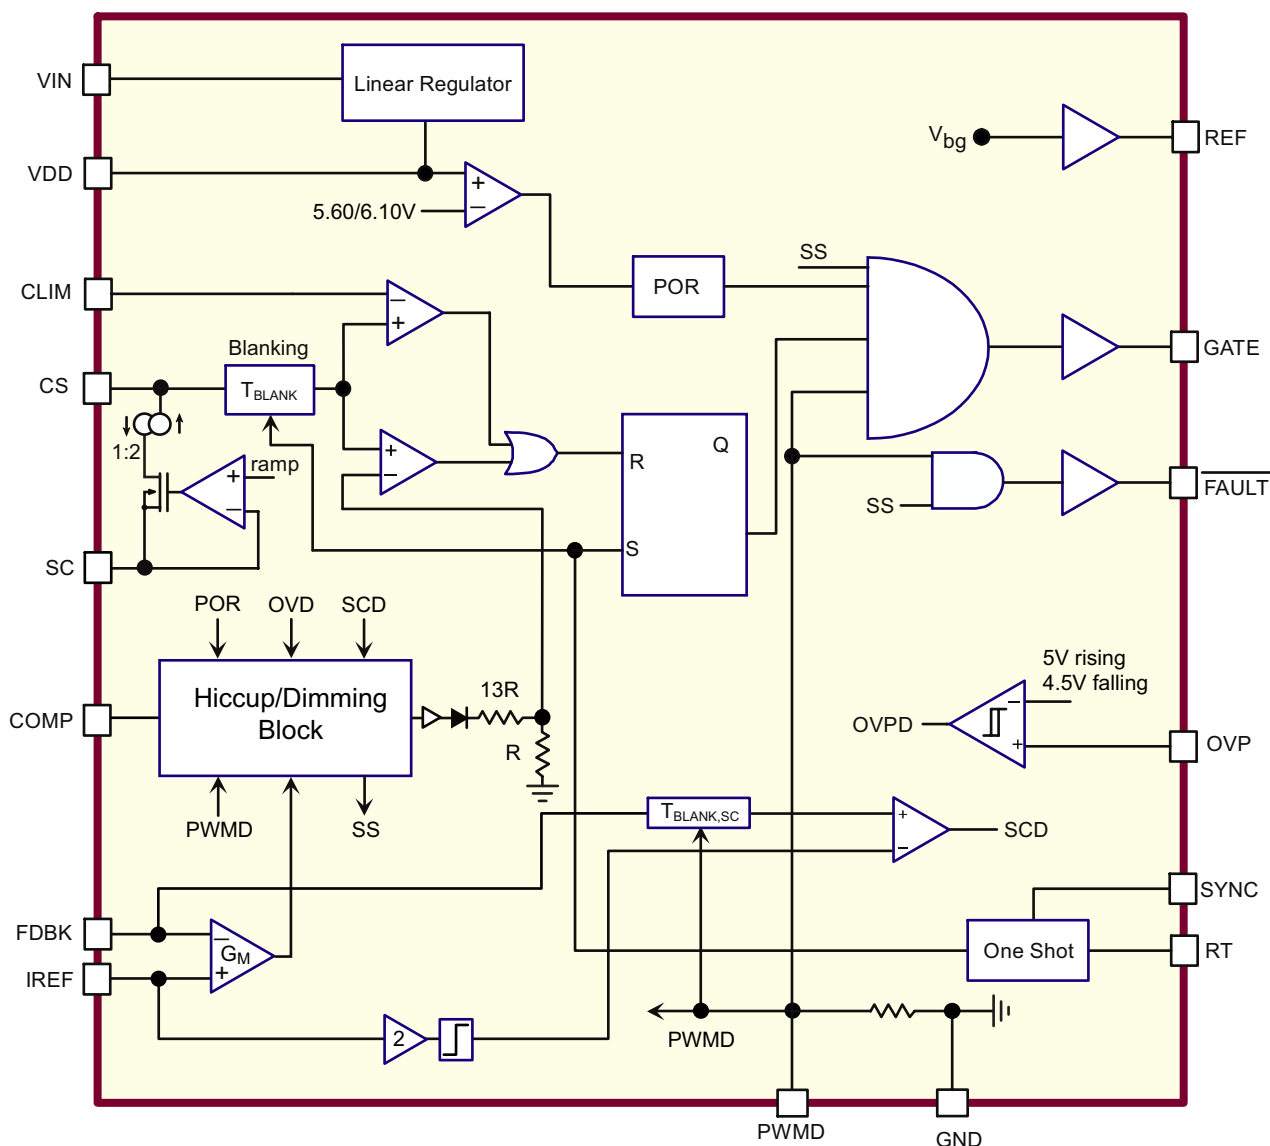 VIN
Linear Regulator
Vbg
REF
VDD
+
−
5.60/6.10V
SS
POR
CLIM
−
+
Blanking
GATE
CS
TBLANK
1:2
ramp
+
−
+
−
R
Q
S
SS
FAULT
SC
POR
OVD
SCD
Hiccup/Dimming
Block
COMP
13R
R
5V rising
4.5V falling
−
+
OVPD
OVP
PWMD
SS
TBLANK,SC
+
−
SCD
SYNC
FDBK
−
GM
+
IREF
One Shot
RT
2
PWMD
PWMD
GND